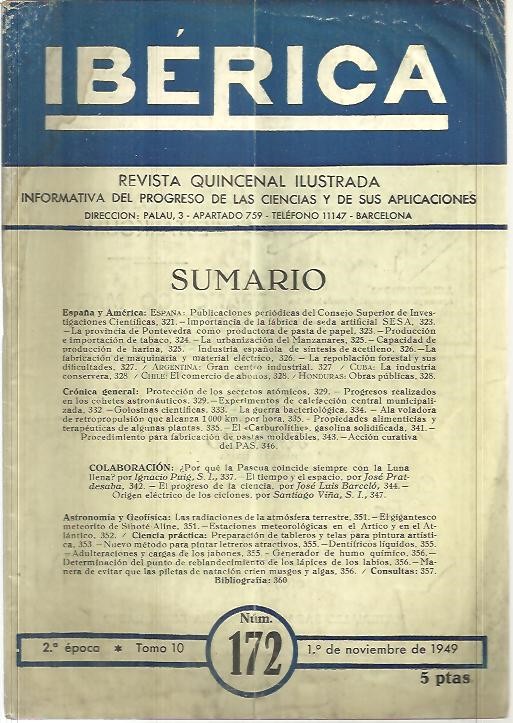 IBÉRICA
REVISTA QUINCENAL ILUSTRADA
INFORMATIVA DEL PROGRESO DE LAS CIENCIAS Y DE SUS APLICACIONES
DIRECCION: PALAU, 3 - APARTADO 759 - TELÉFONO 11147 - BARCELONA
SUMARIO
España y América: ESPAÑA: Publicaciones periódicas del Consejo Superior de Inves-
tigaciones Científicas, 321. — Importancia de la fábrica de seda artificial SESA, 323.
— La provincia de Pontevedra como productora de pasta de papel, 323. — Producción
e importación de tabaco, 324. — La urbanización del Manzanares, 325. — Capacidad de
producción de harina, 325. - Industria española de síntesis de acetileno, 326. — La
fabricación de maquinaria y material eléctrico, 326. — La repoblación forestal y sus
dificultades, 327. / ARGENTINA: Gran centro industrial. 327 / CUBA: La industria
conservera, 328 / CHILE: El comercio de abonos, 328. / HONDURAS: Obras públicas, 328.
Crónica general: Protección de los secretos atómicos, 329. — Progresos realizados
en los cohetes astronáuticos. 329. — Experimentos de calefacción central municipali-
zada, 332 — Golosinas científicas. 333. — La guerra bacteriológica, 334. — Ala voladora
de retropropulsión que alcanza 1 000 km. por hora, 335. - Propiedades alimenticias y
terapéuticas de algunas plantas, 335. — El «Carburolithe», gasolina solidificada, 341. —
Procedimiento para fabricación de pastas moldeables, 343. — Acción curativa
del PAS, 346.
COLABORACIÓN: ¿Por qué la Pascua coincide siempre con la Luna
llena? por Ignacio Puig, S. I., 337. — El tiempo y el espacio, por José Prat-
desaba, 342. — El progreso de la ciencia, por José Luis Barceló, 344. —
Origen eléctrico de los ciclones, por Santiago Viña, S. I., 347.
Astronomía y Geofísica: Las radiaciones de la atmósfera terrestre, 351. — El gigantesco
meteorito de Sihoté Aline, 351. — Estaciones meteorológicas en el Artico y en el At-
lántico, 352. / Ciencia práctica: Preparación de tableros y telas para pintura artísti-
ca, 353 — Nuevo método para pintar letreros atractivos, 355. — Dentífricos líquidos, 355.
— Adulteraciones y cargas de los jabones, 355. - Generador de humo químico, 356. —
Determinación del punto de reblandecimiento de los lápices de los labios, 356. — Ma-
nera de evitar que las piletas de natación críen musgos y algas, 356. / Consultas: 357.
Bibliografía: 360
Núm.
2.ª época * Tomo 10 172 1.º de noviembre de 1949
5 ptas